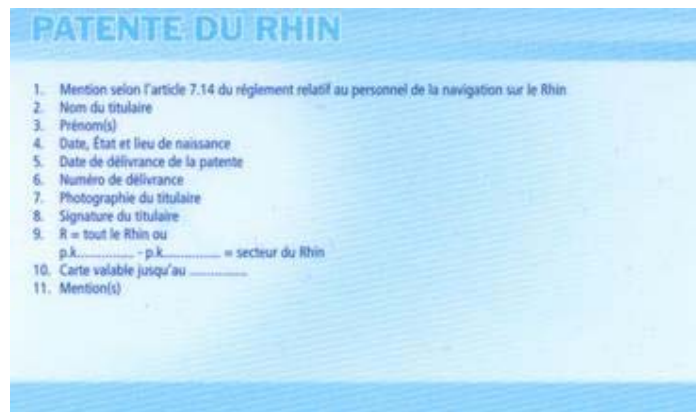 PATENTE DU RHIN
1. Mention selon l'article 7.14 du règlement relatif au personnel de la navigation sur le Rhin
2. Nom du titulaire
3. Prénom(s)
4. Date, État et lieu de naissance
5. Date de délivrance de la patente
6. Numéro de délivrance
7. Photographie du titulaire
8. Signature du titulaire
9. R = tout le Rhin ou
p.k............... - p.k............... = secteur du Rhin
10. Carte valable jusqu'au ...............
11. Mention(s)